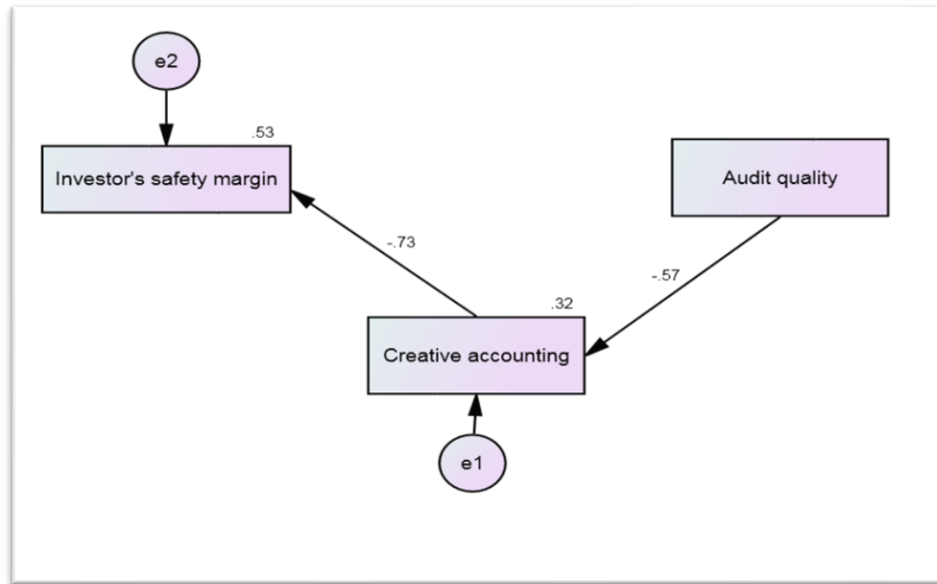 e2
.53
Investor's safety margin
Audit quality
-.73
-.57
.32
Creative accounting
e1